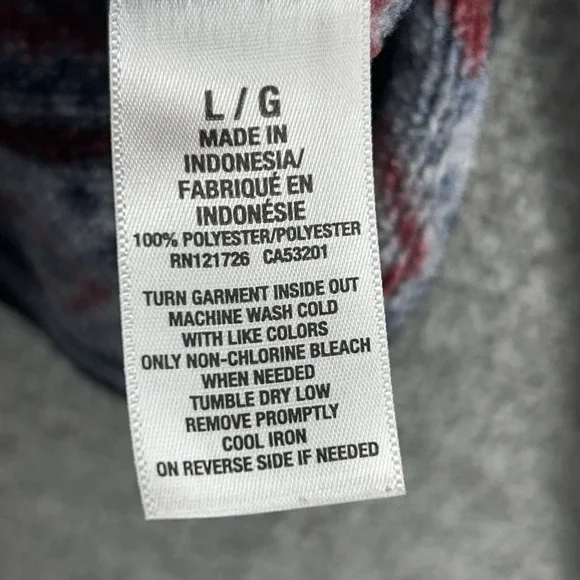 L / G
MADE IN
INDONESIA/
FABRIQUÉ EN
INDONÉSIE
100% POLYESTER/POLYESTER
RN121726 CA53201
TURN GARMENT INSIDE OUT
MACHINE WASH COLD
WITH LIKE COLORS
ONLY NON-CHLORINE BLEACH
WHEN NEEDED
TUMBLE DRY LOW
REMOVE PROMPTLY
COOL IRON
ON REVERSE SIDE IF NEEDED